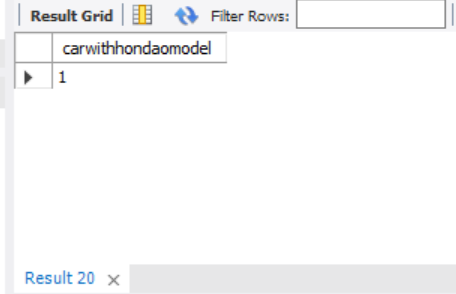 Result Grid Filter Rows:
carwithhondaomodel
1
Result 20 ×